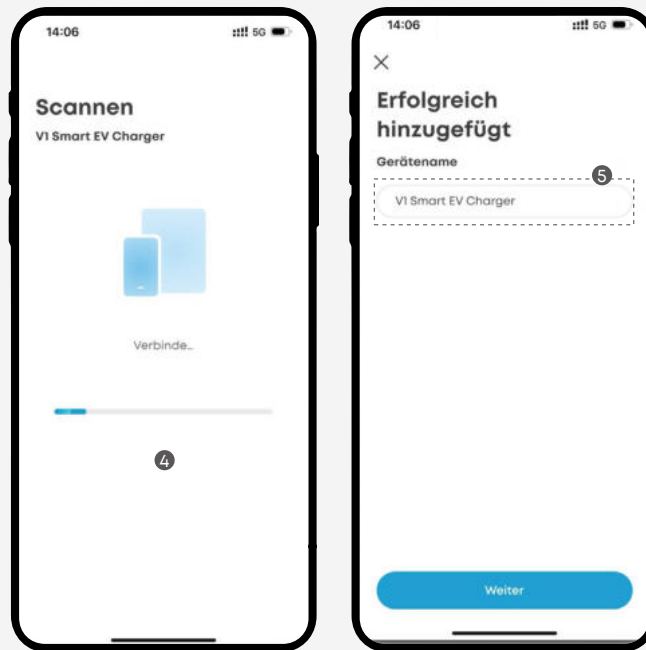 14:06
5G
Scannen
V1 Smart EV Charger
Verbinde...
4
14:06
5G
Erfolgreich
hinzugefügt
Gerätename
5
V1 Smart EV Charger
Weiter